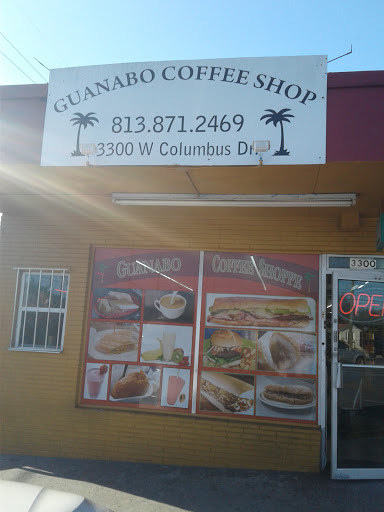 GUANABO COFFEE SHOP
813.871.2469
3300 W Columbus Dr.
3300
GUANABO COFFEE SHOPPE
OPEN